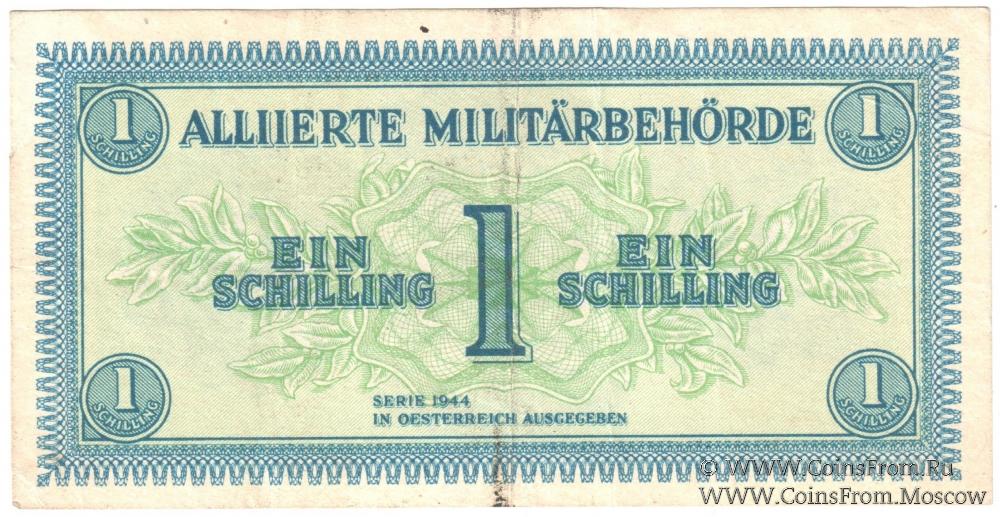 1
SCHILLING
ALLIIERTE MILITÄRBEHÖRDE
1
SCHILLING
EIN
SCHILLING
1
EIN
SCHILLING
1
SCHILLING
SERIE 1944
IN OESTERREICH AUSGEGEBEN
1
SCHILLING
© WWW.CoinsFrom.Ru
WWW.CoinsFrom.Moscow